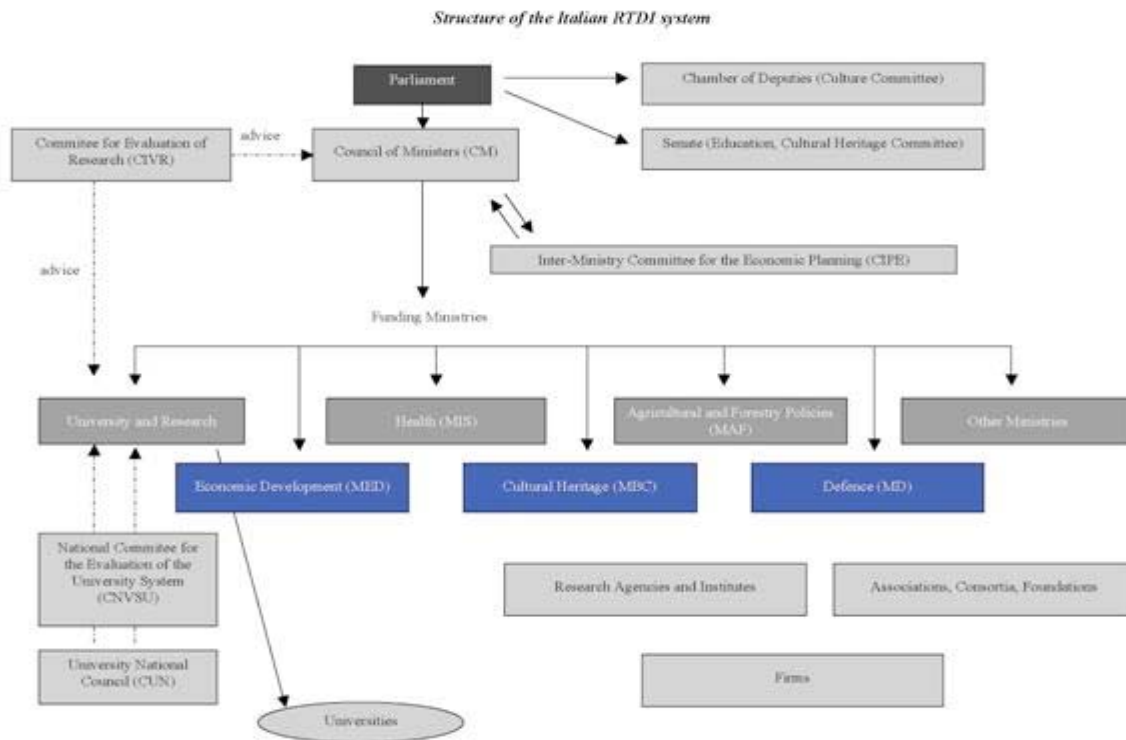 Structure of the Italian RTDI system
Parliament
Chamber of Deputies (Culture Committee)
advice
Commitee for Evaluation of
Research (CIVR)
Council of Ministers (CM)
Senate (Education, Cultural Heritage Committee)
Inter-Ministry Committee for the Economic Planning (CIPE)
advice
Funding Ministries
University and Research
Health (MIS)
Agricultural and Forestry Policies
(MAF)
Other Ministries
Economic Development (MED)
Cultural Heritage (MBC)
Defence (MD)
National Commitee for
the Evaluation of the
University System
(CNVSU)
Research Agencies and Institutes
Associations, Consortia, Foundations
University National
Council (CUN)
Firms
Universities